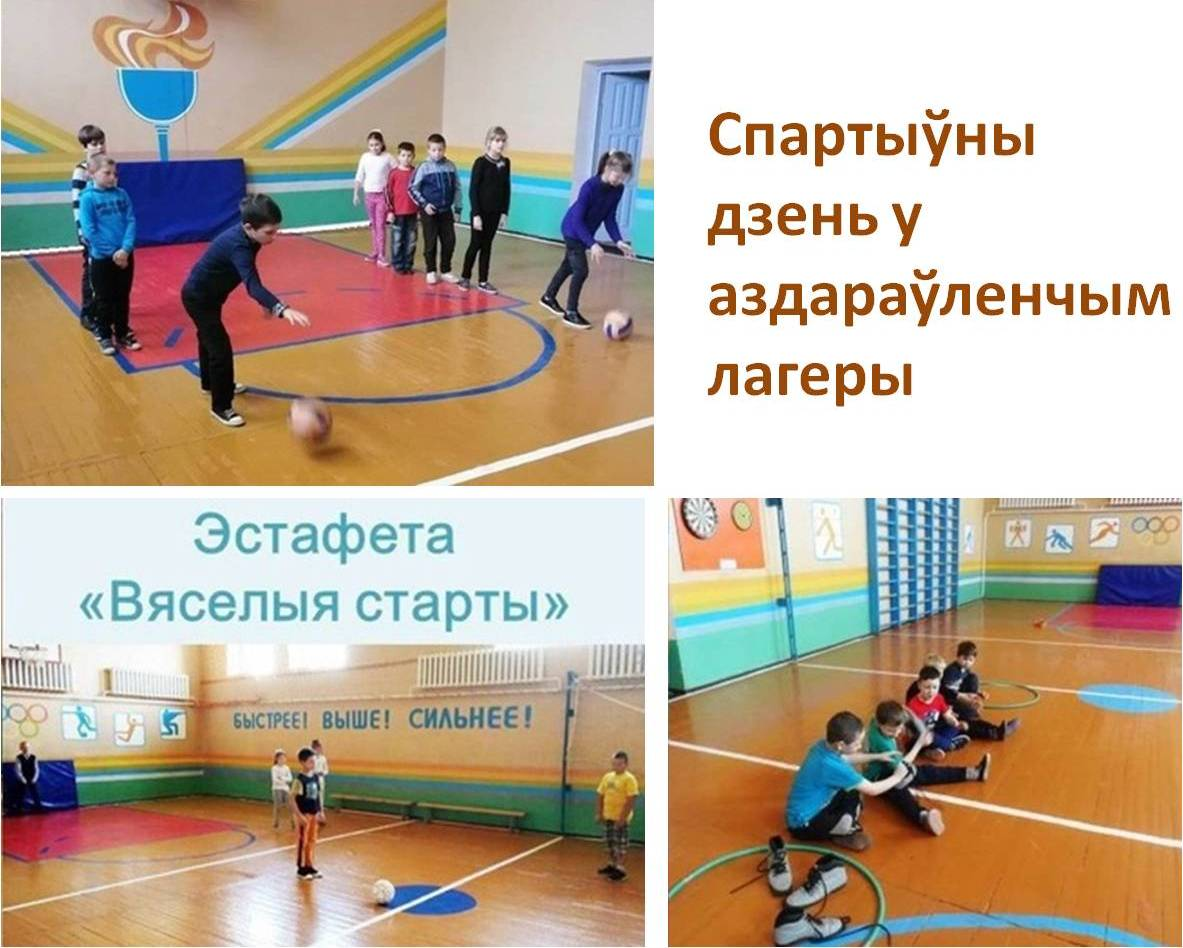 Спартыўны
дзень у
аздараўленчым
лагеры
Эстафета
«Вяселыя старты»
БЫСТРЕЕ! ВЫШЕ! СИЛЬНЕЕ!